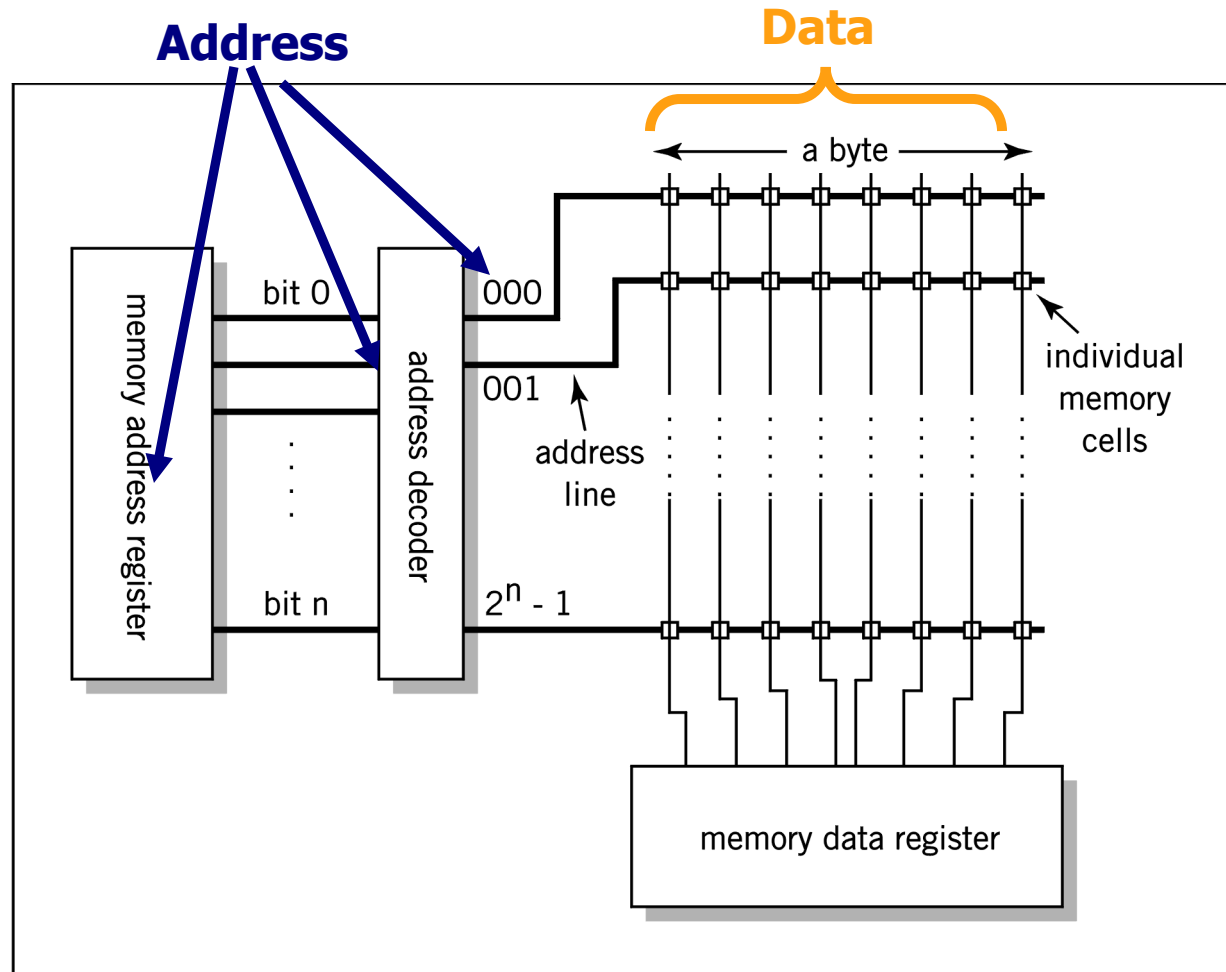 Address
Data
a byte
bit 0
000
001
address
line
individual
memory
cells
memory address register
address decoder
bit n
2ⁿ - 1
memory data register